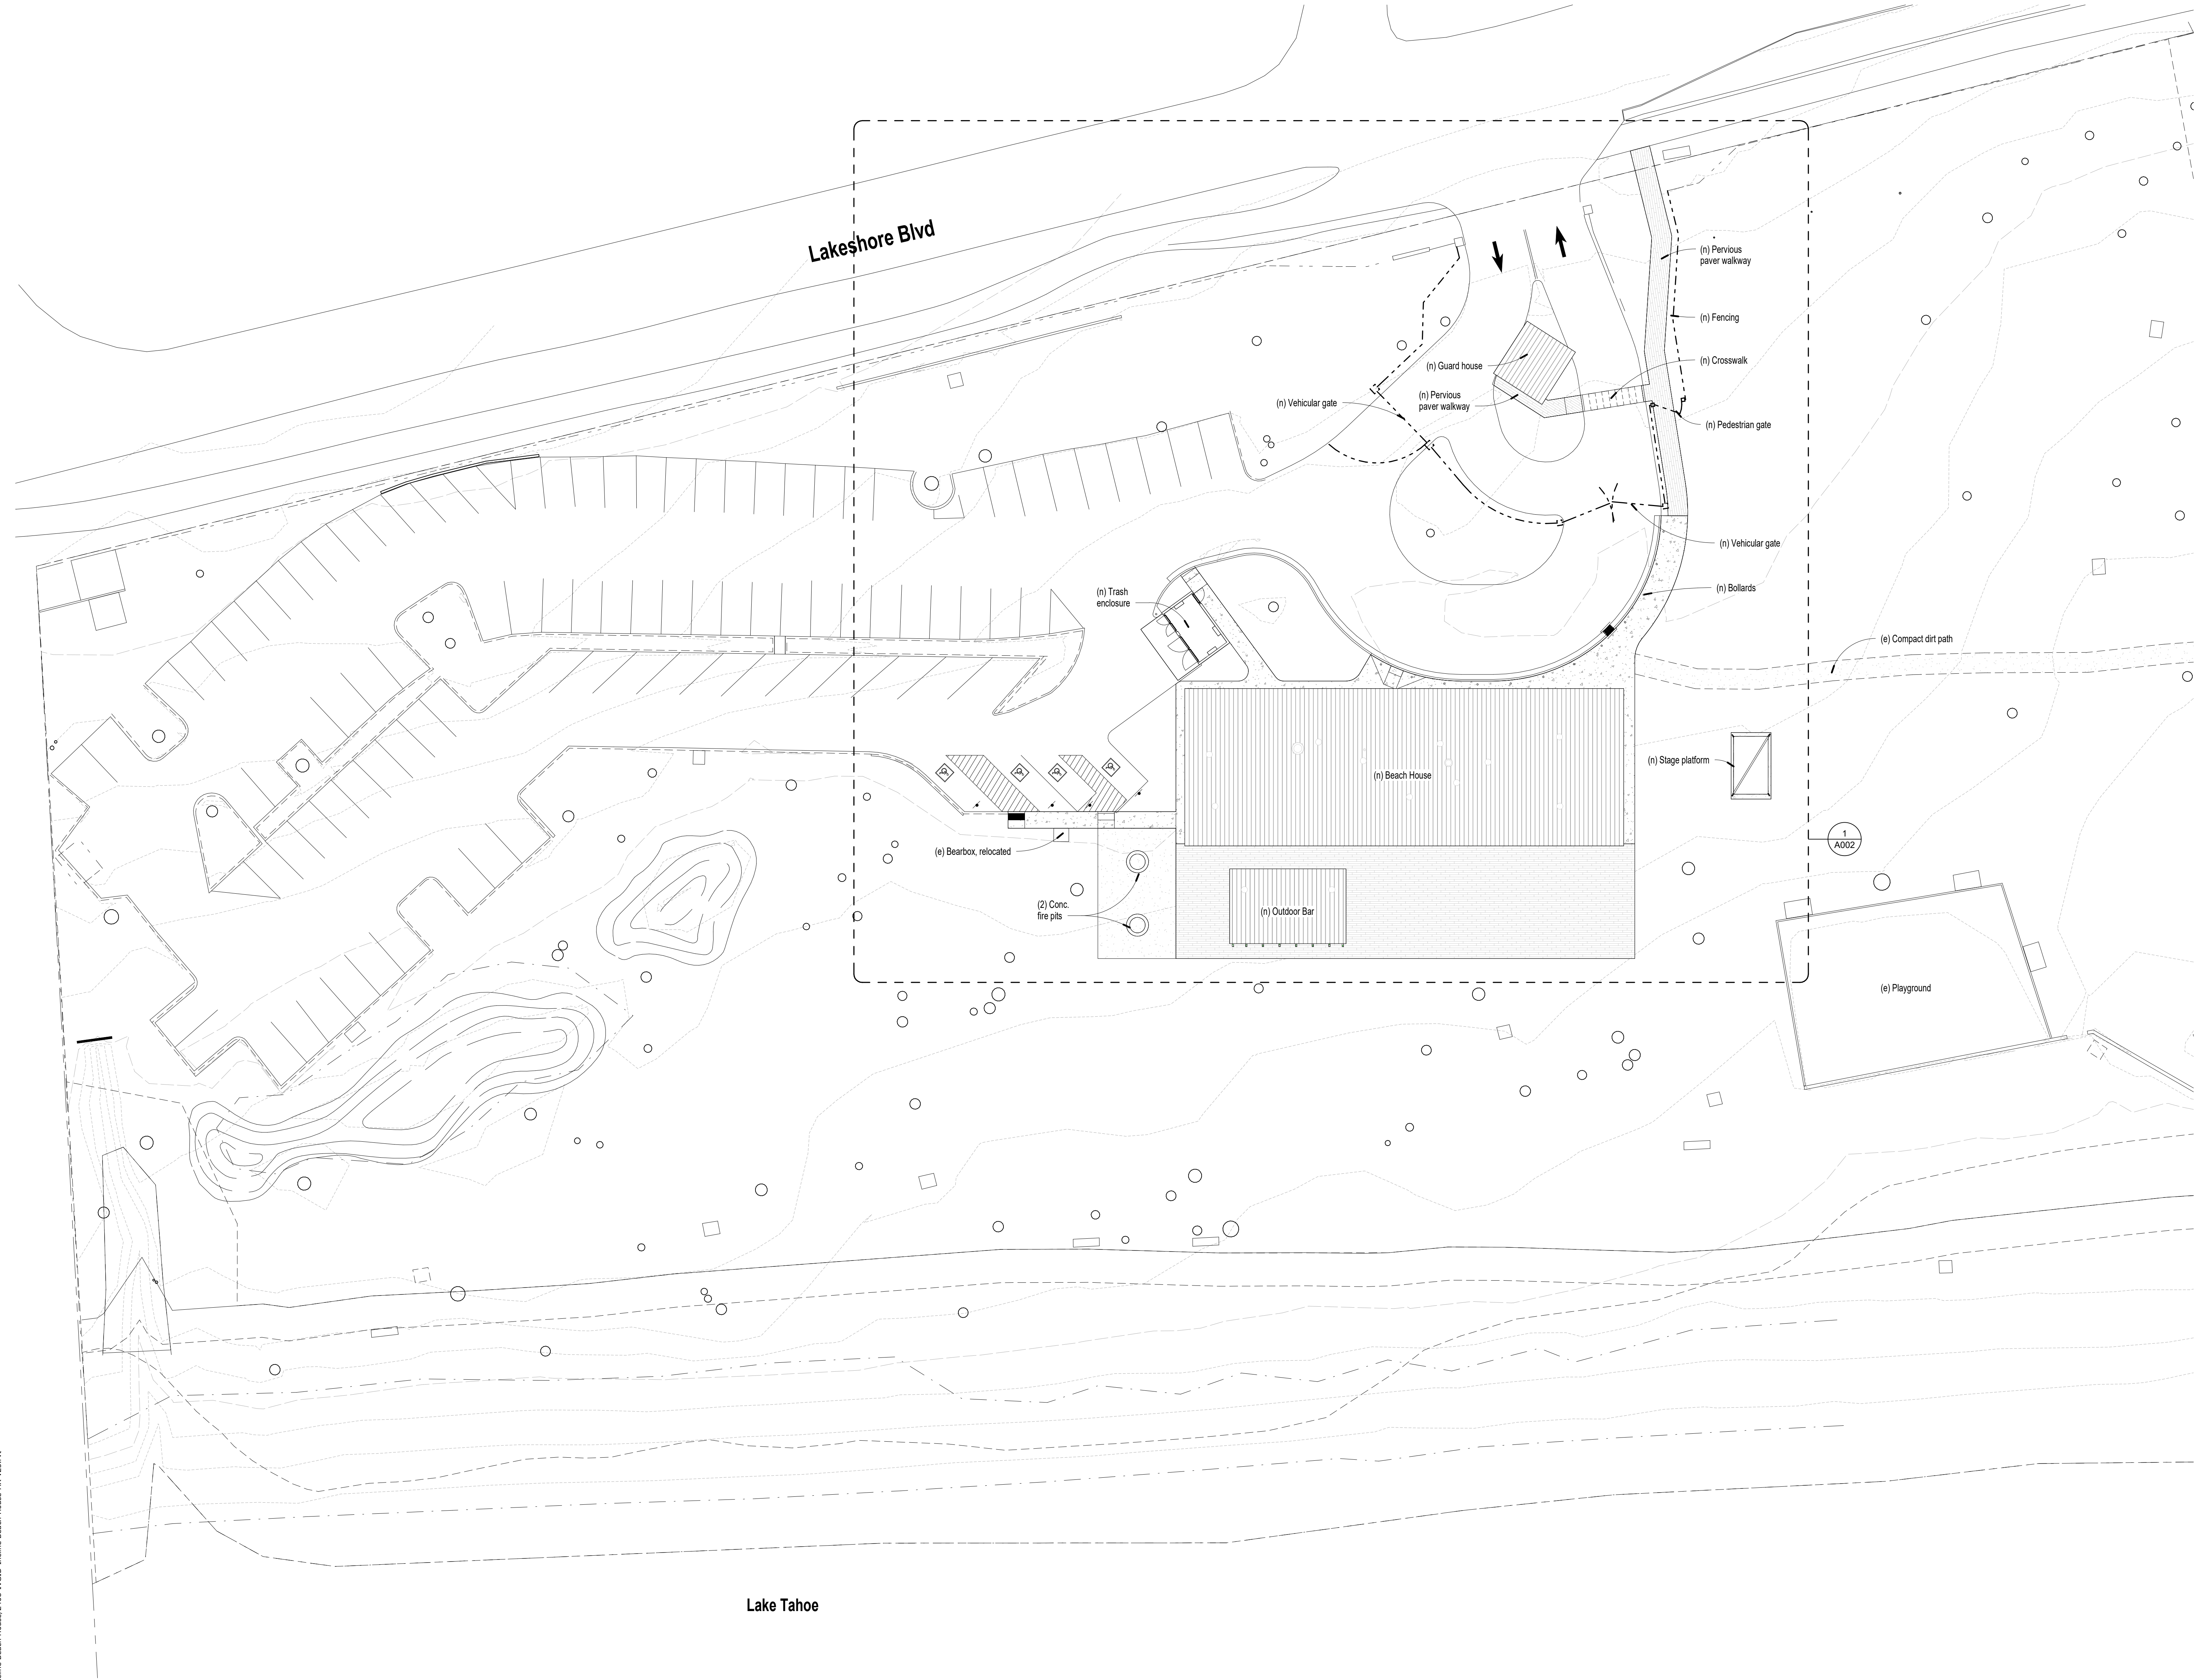 Lakeshore Blvd
(n) Pervious
paver walkway
(n) Fencing
(n) Crosswalk
(n) Guard house
(n) Pervious
paver walkway
(n) Vehicular gate
(n) Pedestrian gate
(n) Vehicular gate
(n) Trash
enclosure
(n) Bollards
(e) Compact dirt path
(n) Stage platform
(n) Beach House
1
A002
(e) Bearbox, relocated
(2) Conc.
fire pits
(n) Outdoor Bar
(e) Playground
Lake Tahoe